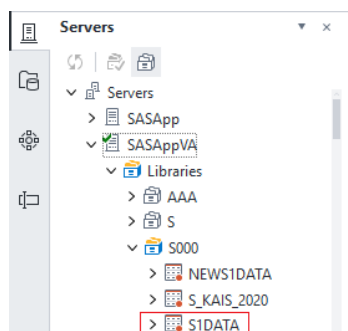 Servers
Servers
SASApp
SASAppVA
Libraries
AAA
S
S000
NEWS1DATA
S_KAIS_2020
S1DATA